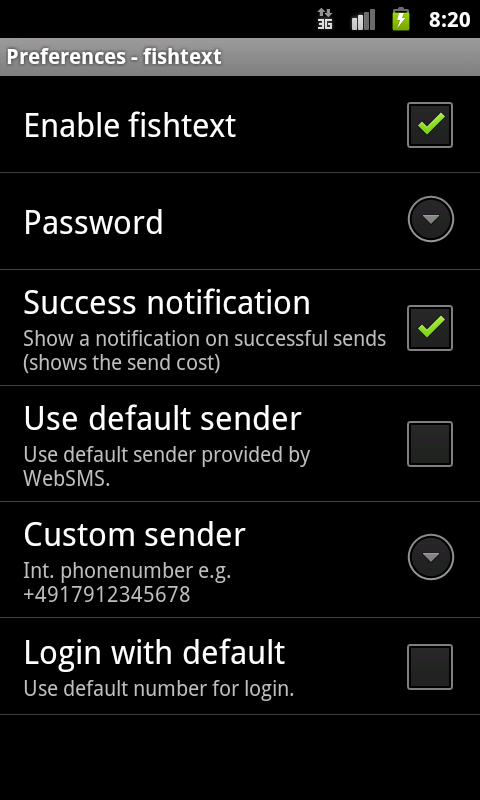 3G 8:20
Preferences - fishtext
Enable fishtext
Password
Success notification
Show a notification on successful sends
(shows the send cost)
Use default sender
Use default sender provided by
WebSMS.
Custom sender
Int. phonenumber e.g.
+4917912345678
Login with default
Use default number for login.